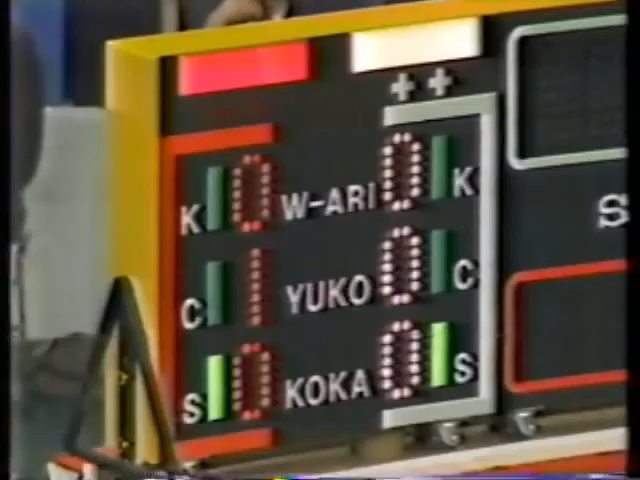 ++
K 0 W-ARI 0 K
S
C 1 YUKO 0 C
S 0 KOKA 0 S